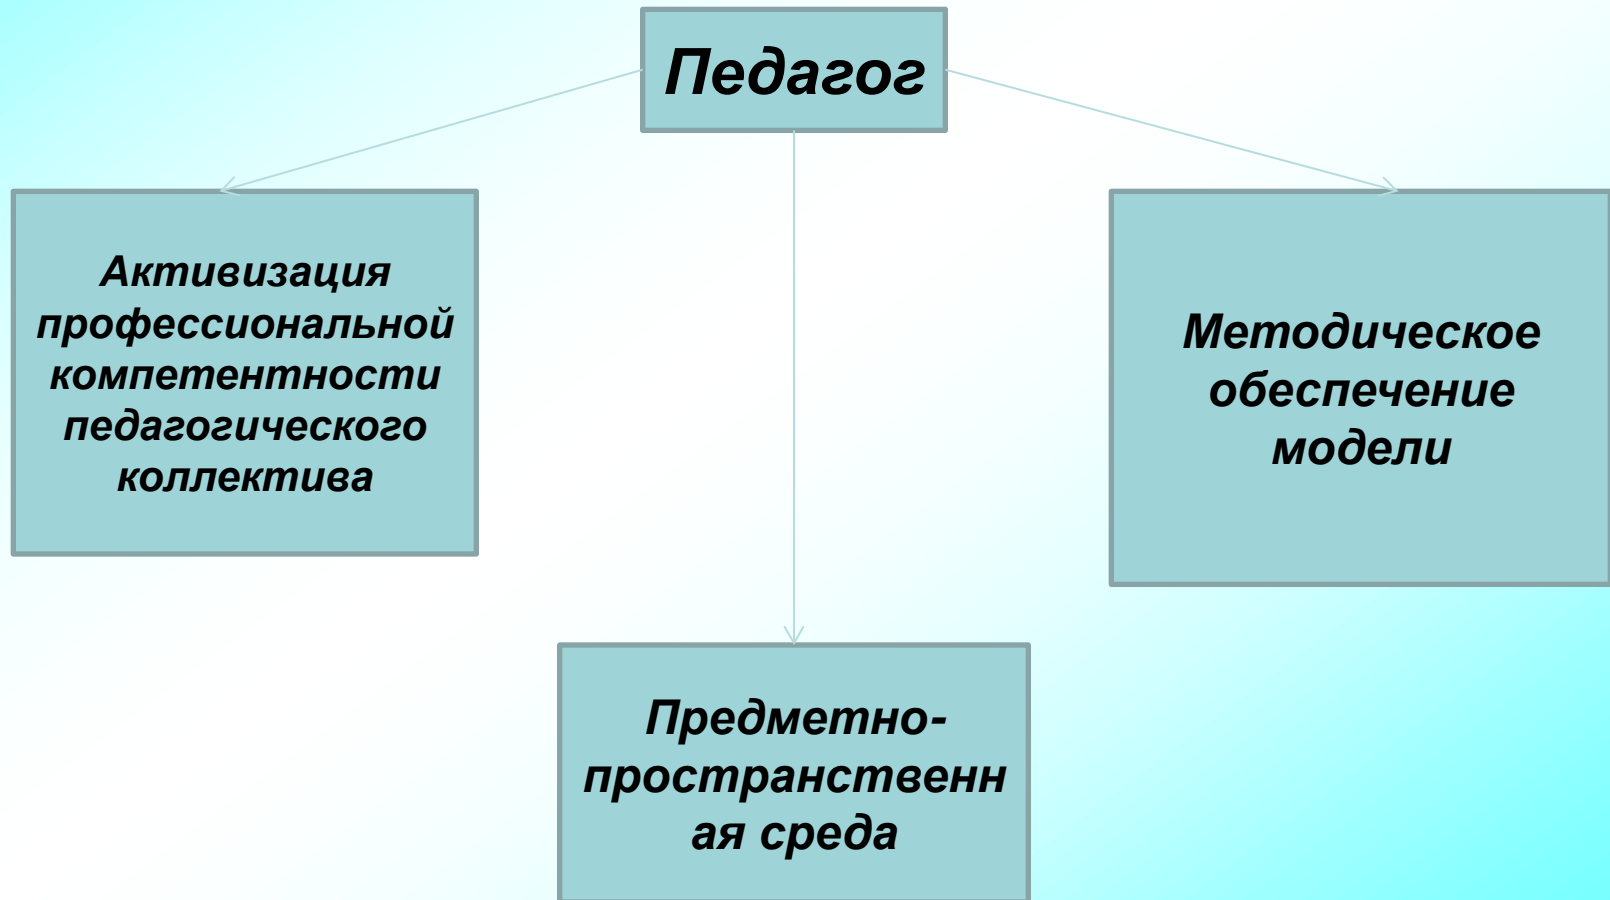 Педагог
Активизация
профессиональной
компетентности
педагогического
коллектива
Методическое
обеспечение
модели
Предметно-
пространственн
ая среда